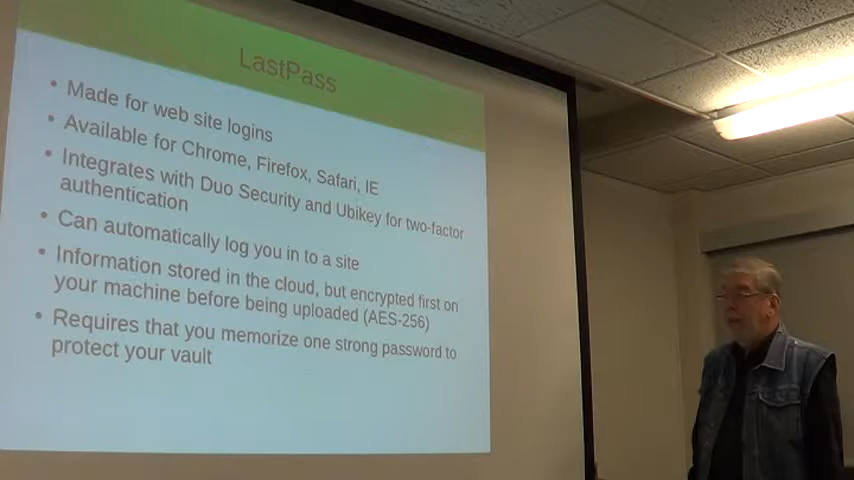 LastPass
• Made for web site logins
• Available for Chrome, Firefox, Safari, IE
• Integrates with Duo Security and Ubikey for two-factor
authentication
• Can automatically log you in to a site
• Information stored in the cloud, but encrypted first on
your machine before being uploaded (AES-256)
• Requires that you memorize one strong password to
protect your vault